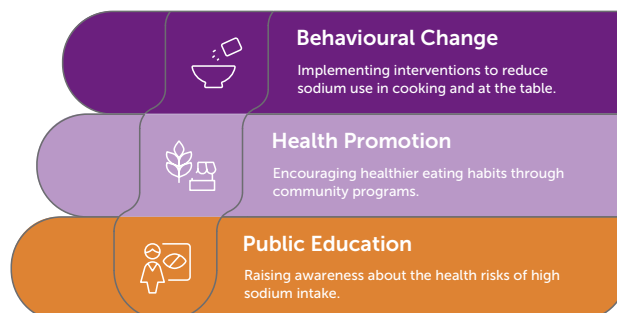 Behavioural Change
Implementing interventions to reduce
sodium use in cooking and at the table.
Health Promotion
Encouraging healthier eating habits through
community programs.
Public Education
Raising awareness about the health risks of high
sodium intake.